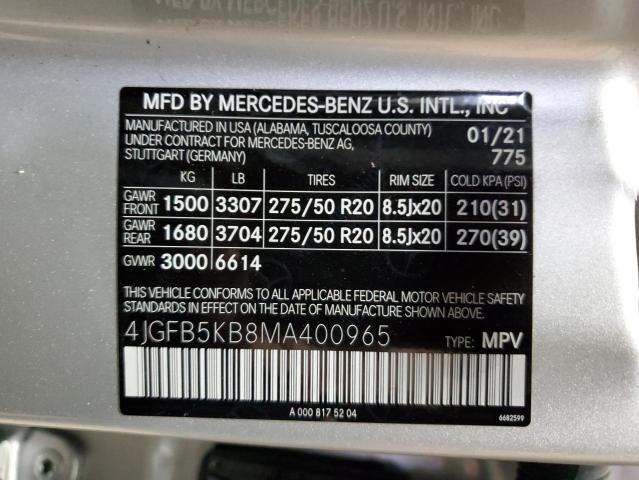 MFD BY MERCEDES-BENZ U.S. INTL., INC
MANUFACTURED IN USA (ALABAMA, TUSCALOOSA COUNTY) 01/21
UNDER CONTRACT FOR MERCEDES-BENZ AG,
STUTTGART (GERMANY) 775
KG LB TIRES RIM SIZE COLD KPA (PSI)
GAWR FRONT 1500 3307 275/50 R20 8.5Jx20 210(31)
GAWR REAR 1680 3704 275/50 R20 8.5Jx20 270(39)
GVWR 3000 6614
THIS VEHICLE CONFORMS TO ALL APPLICABLE FEDERAL MOTOR VEHICLE SAFETY
STANDARDS IN EFFECT ON THE DATE OF MANUFACTURE SHOWN ABOVE.
4JGFB5KB8MA400965 TYPE: MPV
A 000 817 52 04 6682599